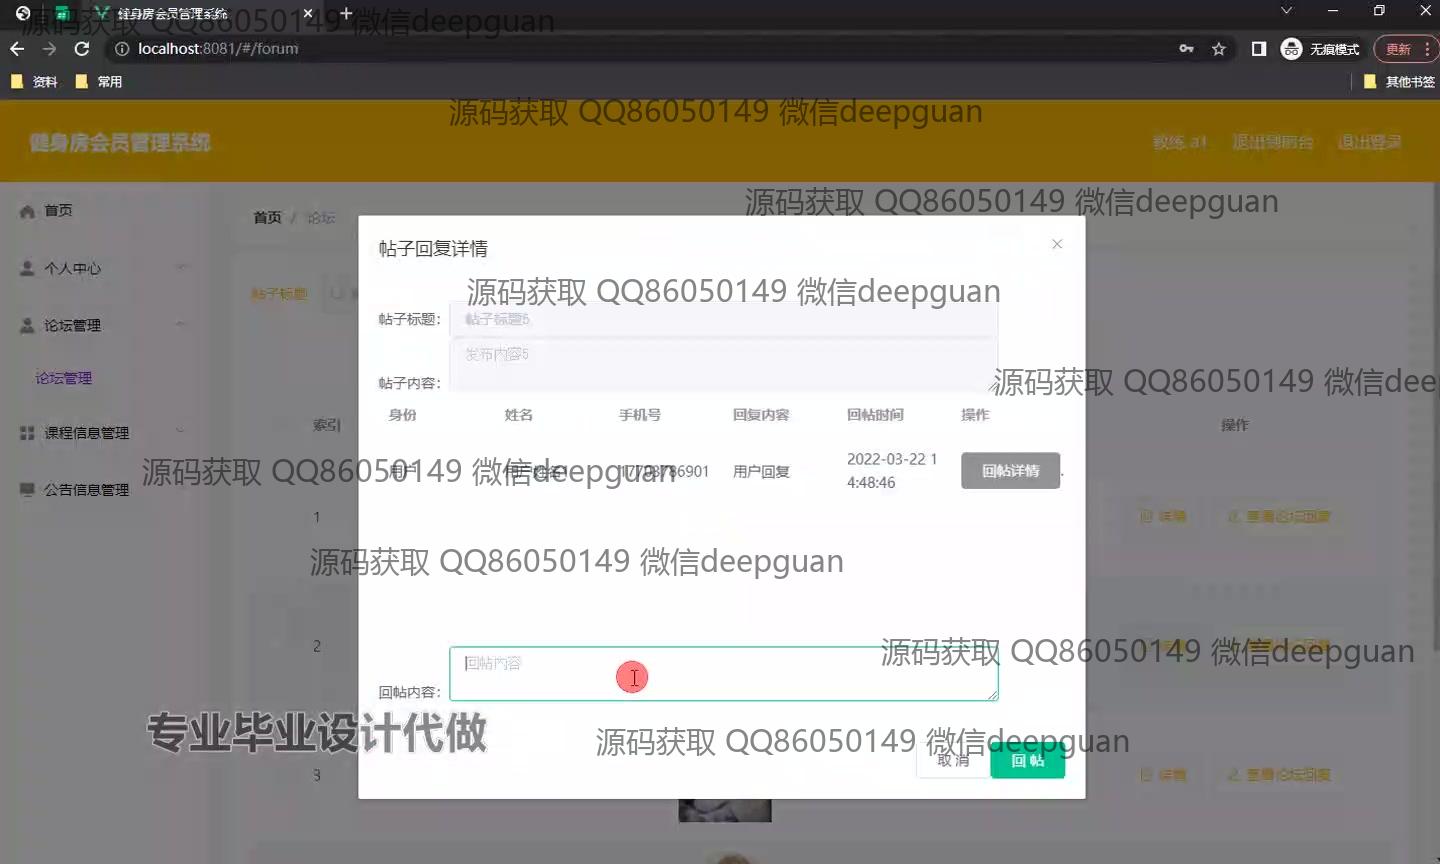 健身房会员管理系统
源码获取 QQ86050149 微信deepguan
localhost:8081/#/forum
无痕模式
更新
资料
常用
其他书签
源码获取 QQ86050149 微信deepguan
健身房会员管理系统
教练 a1
退出到前台
退出登录
源码获取 QQ86050149 微信deepguan
首页
首页 / 论坛
帖子回复详情
个人中心
帖子标题
源码获取 QQ86050149 微信deepguan
帖子标题：
帖子标题5
论坛管理
发布内容5
论坛管理
帖子内容：
源码获取 QQ86050149 微信dee
身份 姓名 手机号 回复内容 回帖时间 操作
索引
操作
课程信息管理
用户 用户姓名1 17703786901 用户回复 2022-03-22 1
4:48:46
回帖详情
源码获取 QQ86050149 微信deepguan
公告信息管理
1
详情
查看论坛回复
源码获取 QQ86050149 微信deepguan
2
源码获取 QQ86050149 微信deepguan
回帖内容
回帖内容：
专业毕业设计代做
源码获取 QQ86050149 微信deepguan
取 消
回 帖
3
详情
查看论坛回复